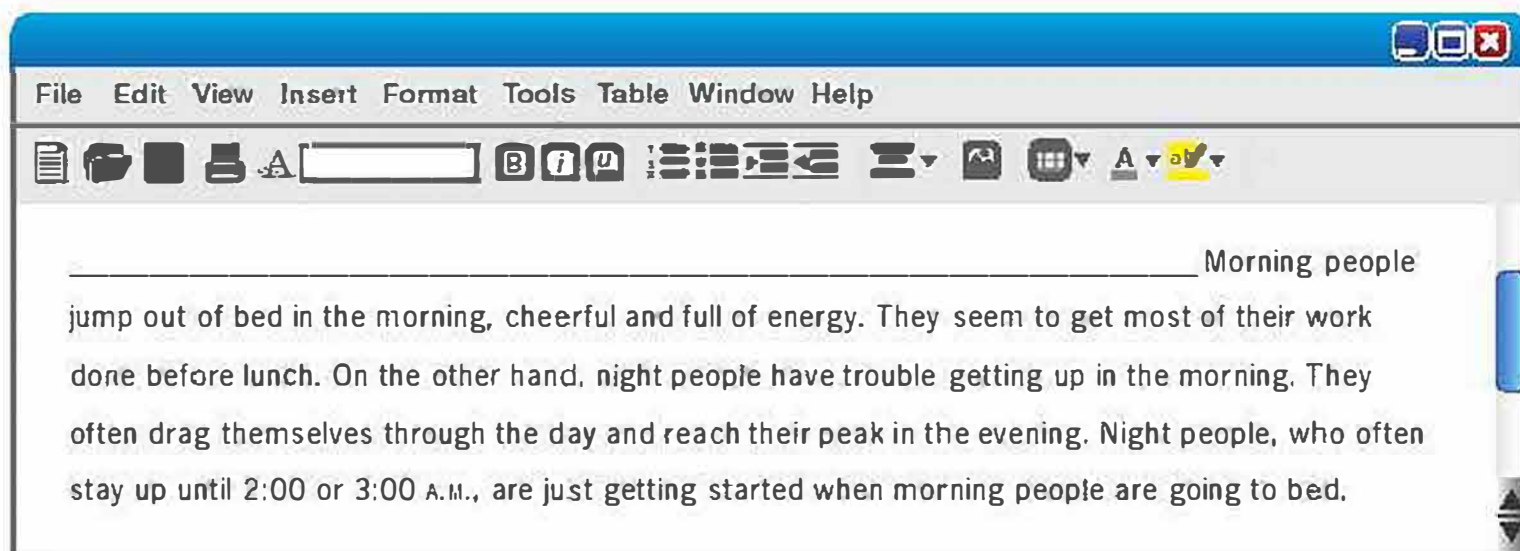 File Edit View Insert Format Tools Table Window Help
A B i u A ab
Morning people
jump out of bed in the morning, cheerful and full of energy. They seem to get most of their work
done before lunch. On the other hand, night people have trouble getting up in the morning. They
often drag themselves through the day and reach their peak in the evening. Night people, who often
stay up until 2:00 or 3:00 A.M., are just getting started when morning people are going to bed.